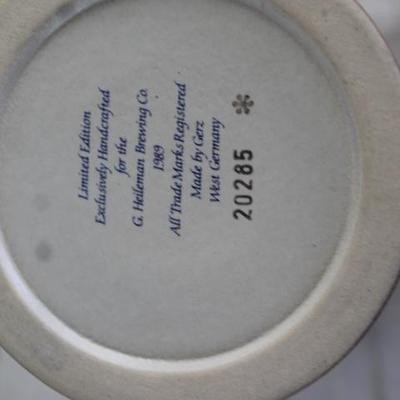 Limited Edition
Exclusively Handcrafted
for the
G. Heileman Brewing Co.
1989
All Trade Marks Registered
Made by Gerz
West Germany
20285 *